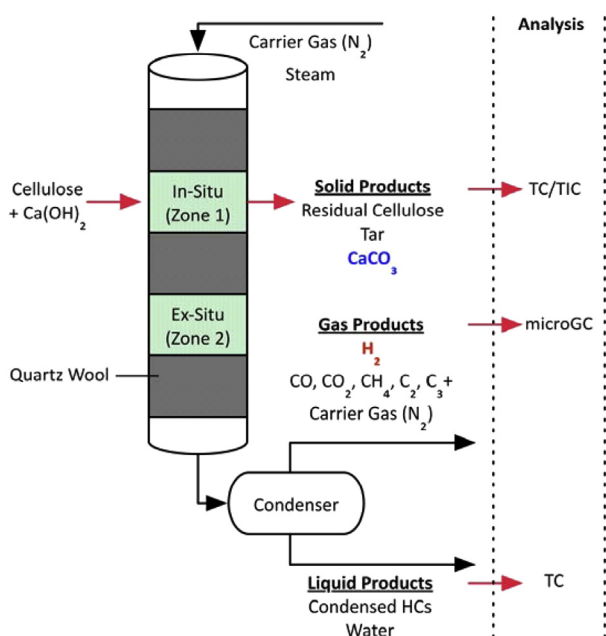 Analysis
Carrier Gas (N₂)
Steam
Cellulose
+ Ca(OH)₂
In-Situ
(Zone 1)
Solid Products
Residual Cellulose
Tar
CaCO₃
TC/TIC
Ex-Situ
(Zone 2)
Gas Products
H₂
CO, CO₂, CH₄, C₂, C₃+
Carrier Gas (N₂)
microGC
Quartz Wool
Condenser
Liquid Products
Condensed HCs
Water
TC